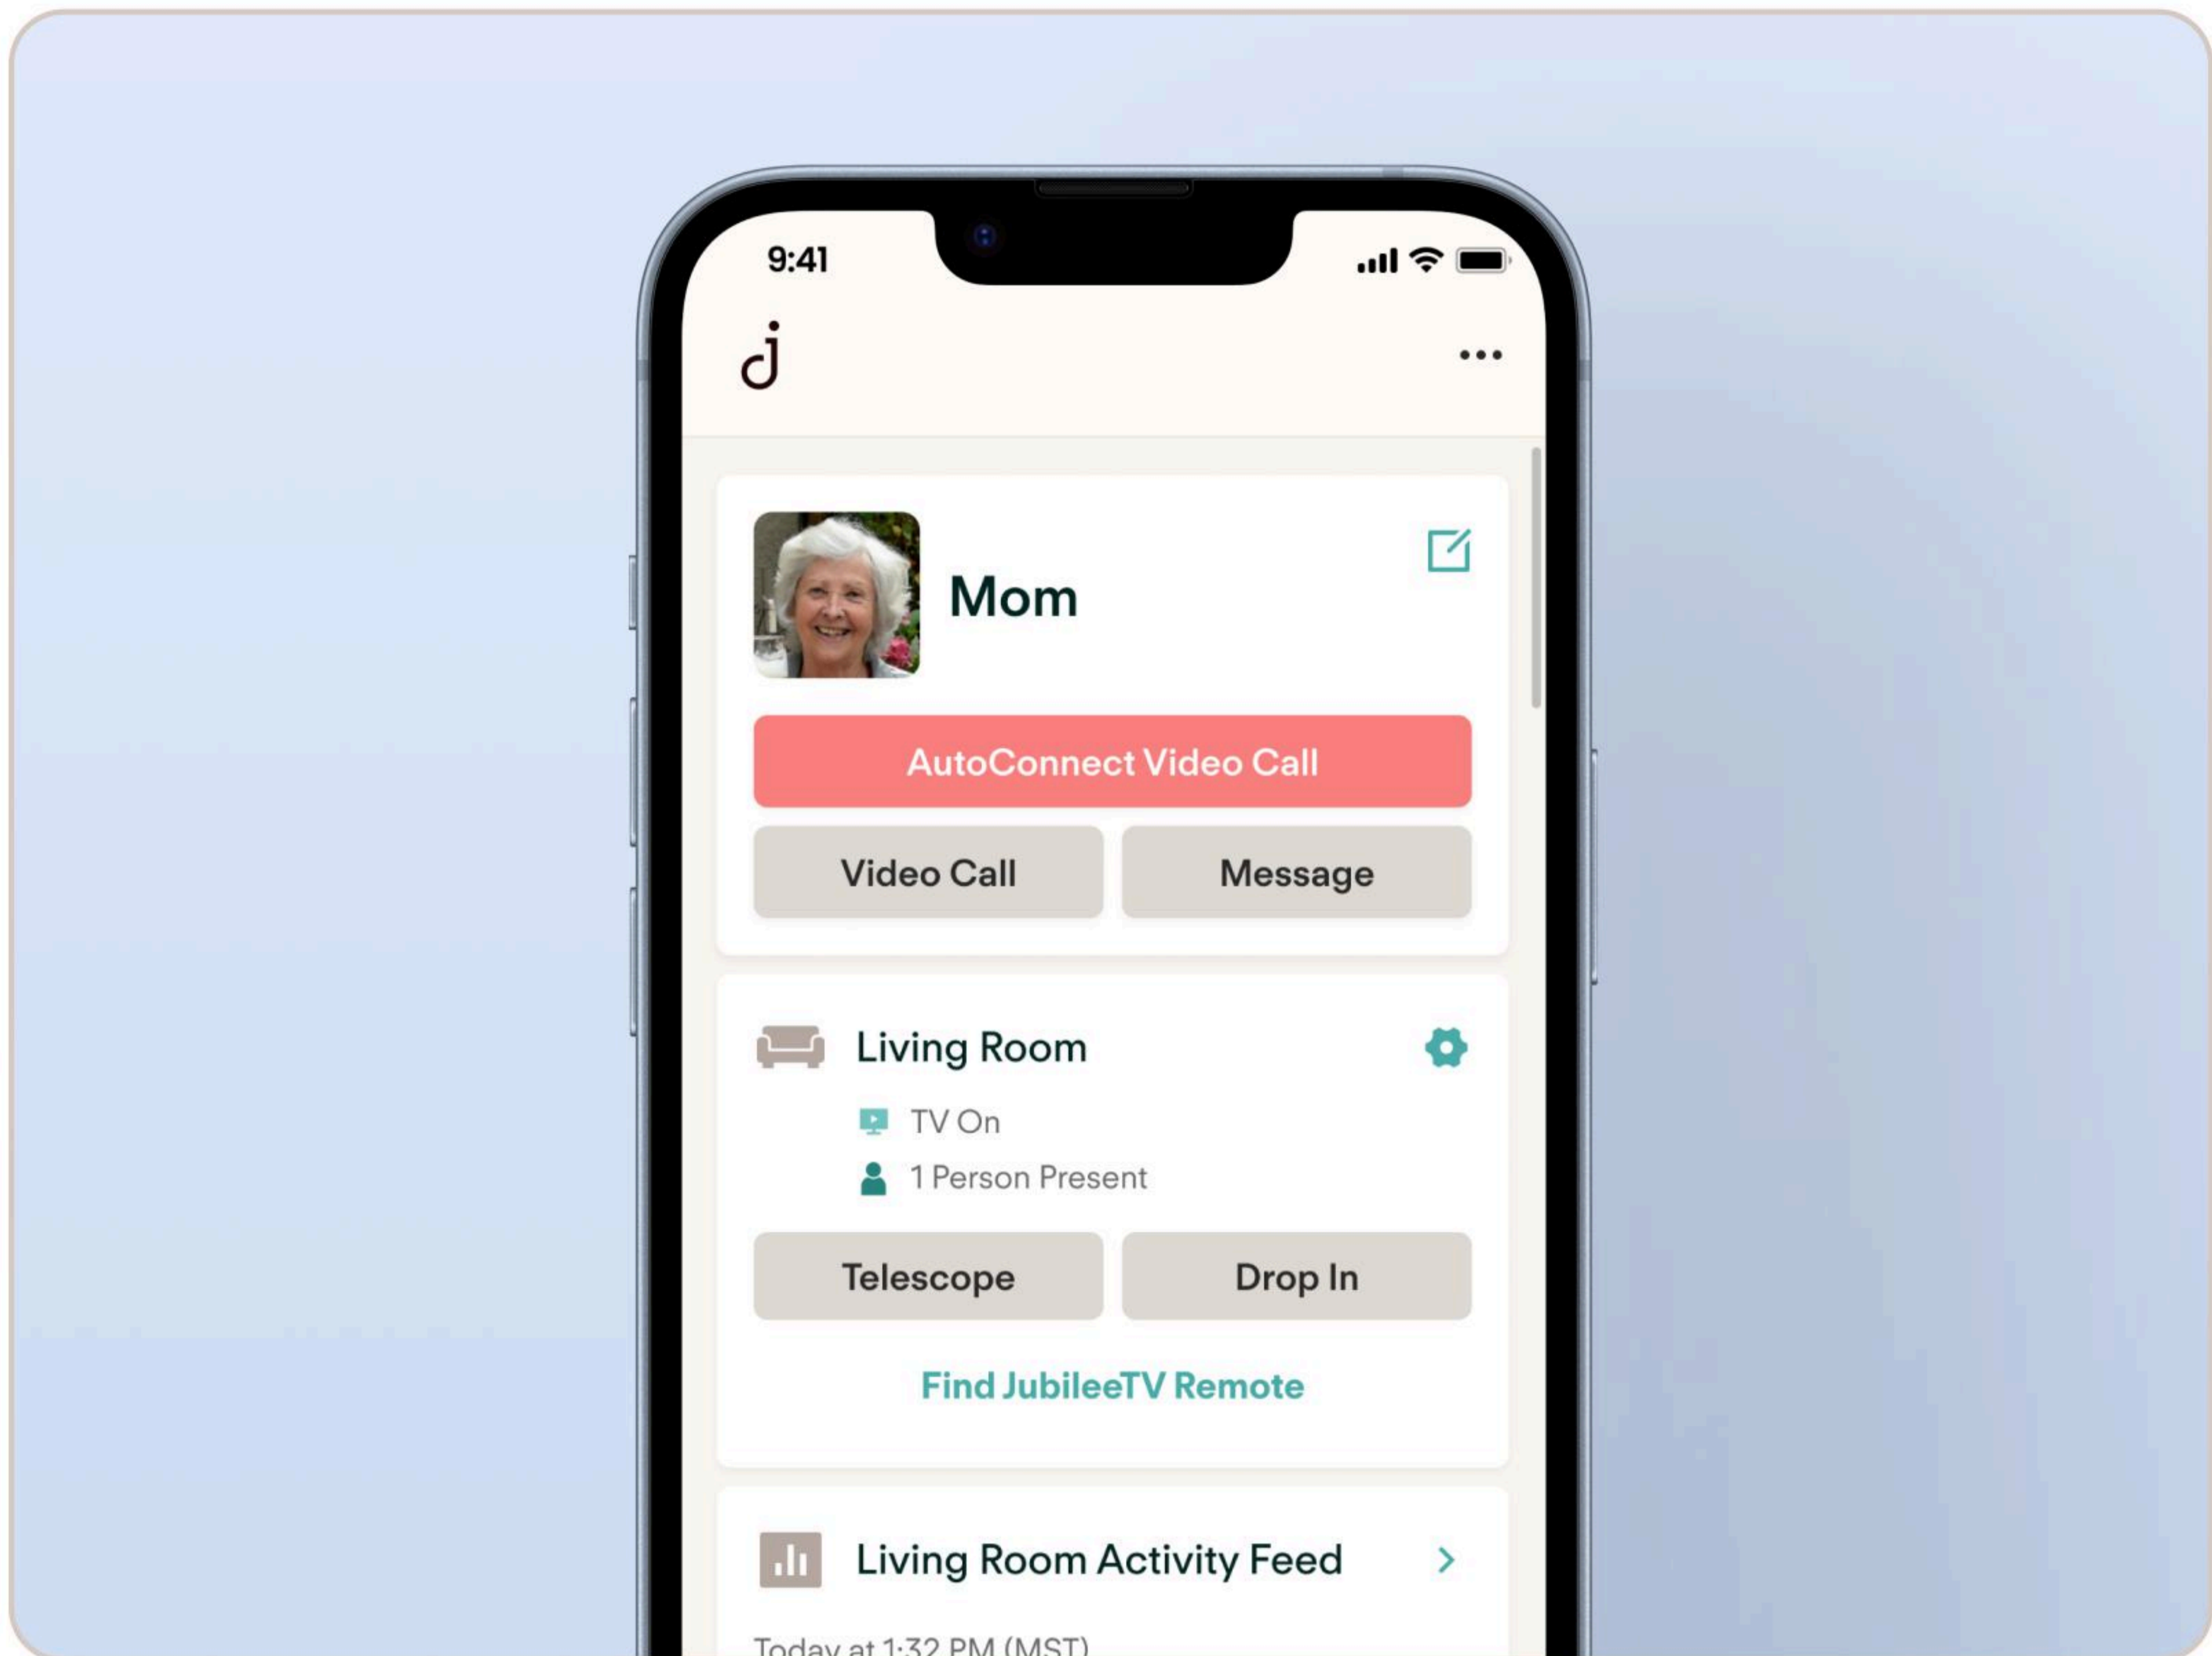 9:41
Mom
AutoConnect Video Call
Video Call
Message
Living Room
TV On
1 Person Present
Telescope
Drop In
Find JubileeTV Remote
Living Room Activity Feed
Today at 1:32 PM (MST)